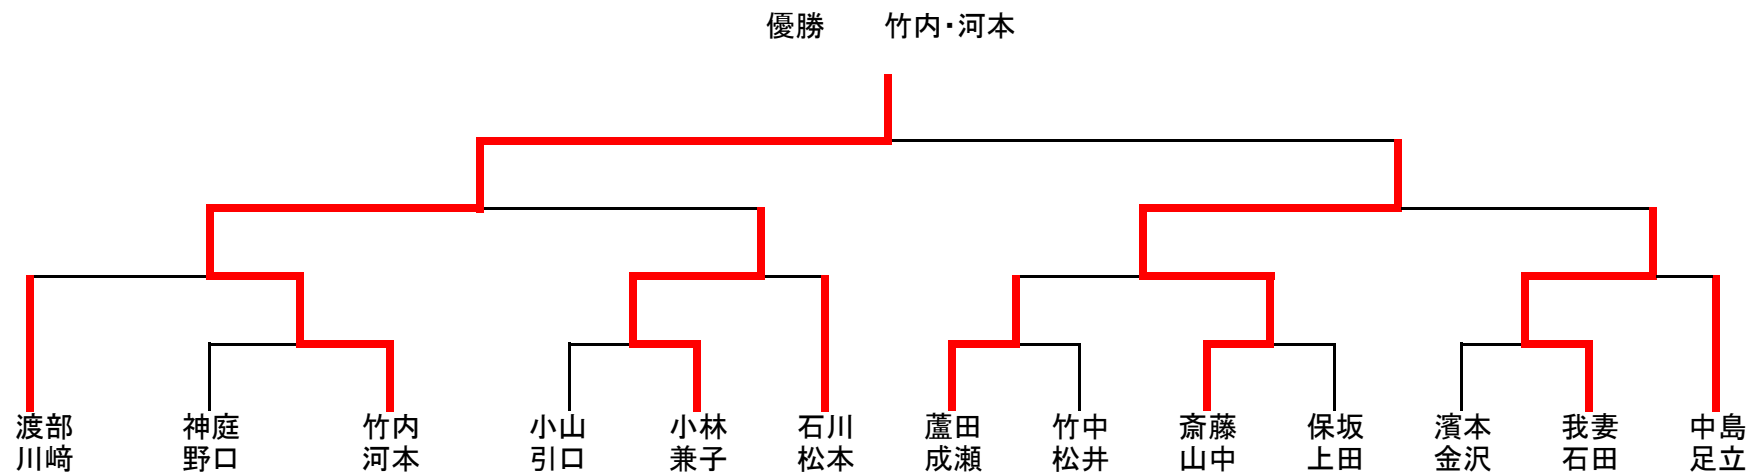 優勝　　竹内・河本
渡部　神庭　竹内　小山　小林　石川　蘆田　竹中　斎藤　保坂　濱本　我妻　中島
川﨑　野口　河本　引口　兼子　松本　成瀬　松井　山中　上田　金沢　石田　足立